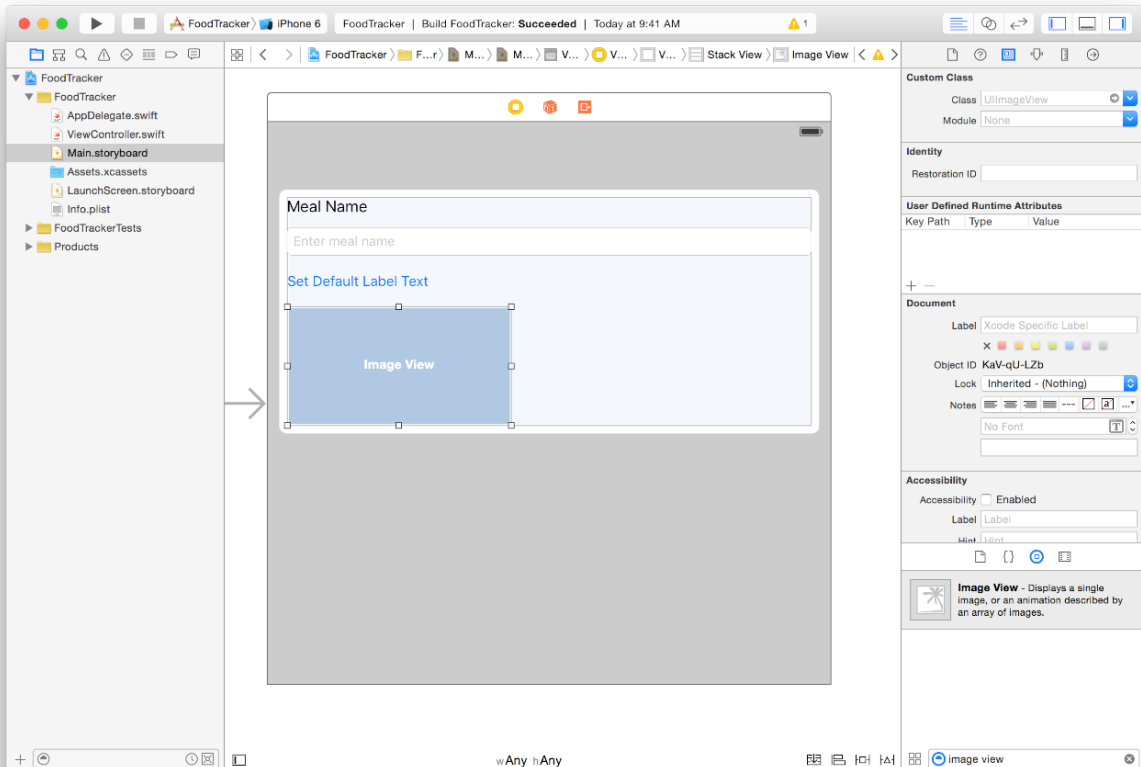 FoodTracker iPhone 6
FoodTracker | Build FoodTracker: Succeeded | Today at 9:41 AM
1
FoodTracker F...r M... M... V... V... V... Stack View Image View
FoodTracker
FoodTracker
AppDelegate.swift
ViewController.swift
Main.storyboard
Assets.xcassets
LaunchScreen.storyboard
Info.plist
FoodTrackerTests
Products
Meal Name
Enter meal name
Set Default Label Text
Image View
wAny hAny
Custom Class
Class UIImageView
Module None
Identity
Restoration ID
User Defined Runtime Attributes
Key Path Type Value
Document
Label Xcode Specific Label
Object ID KaV-qU-LZb
Lock Inherited - (Nothing)
Notes
No Font
Accessibility
Accessibility Enabled
Label Label
Hint Hint
Image View - Displays a single
image, or an animation described by
an array of images.
image view